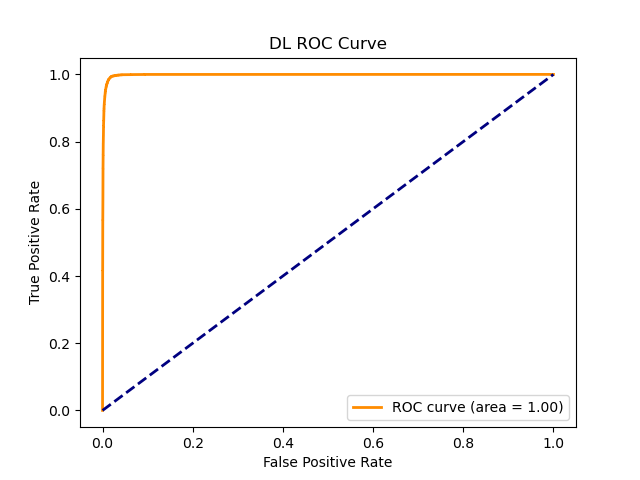 DL ROC Curve
1.0
0.8
0.6
0.4
0.2
0.0
True Positive Rate
ROC curve (area = 1.00)
0.0 0.2 0.4 0.6 0.8 1.0
False Positive Rate